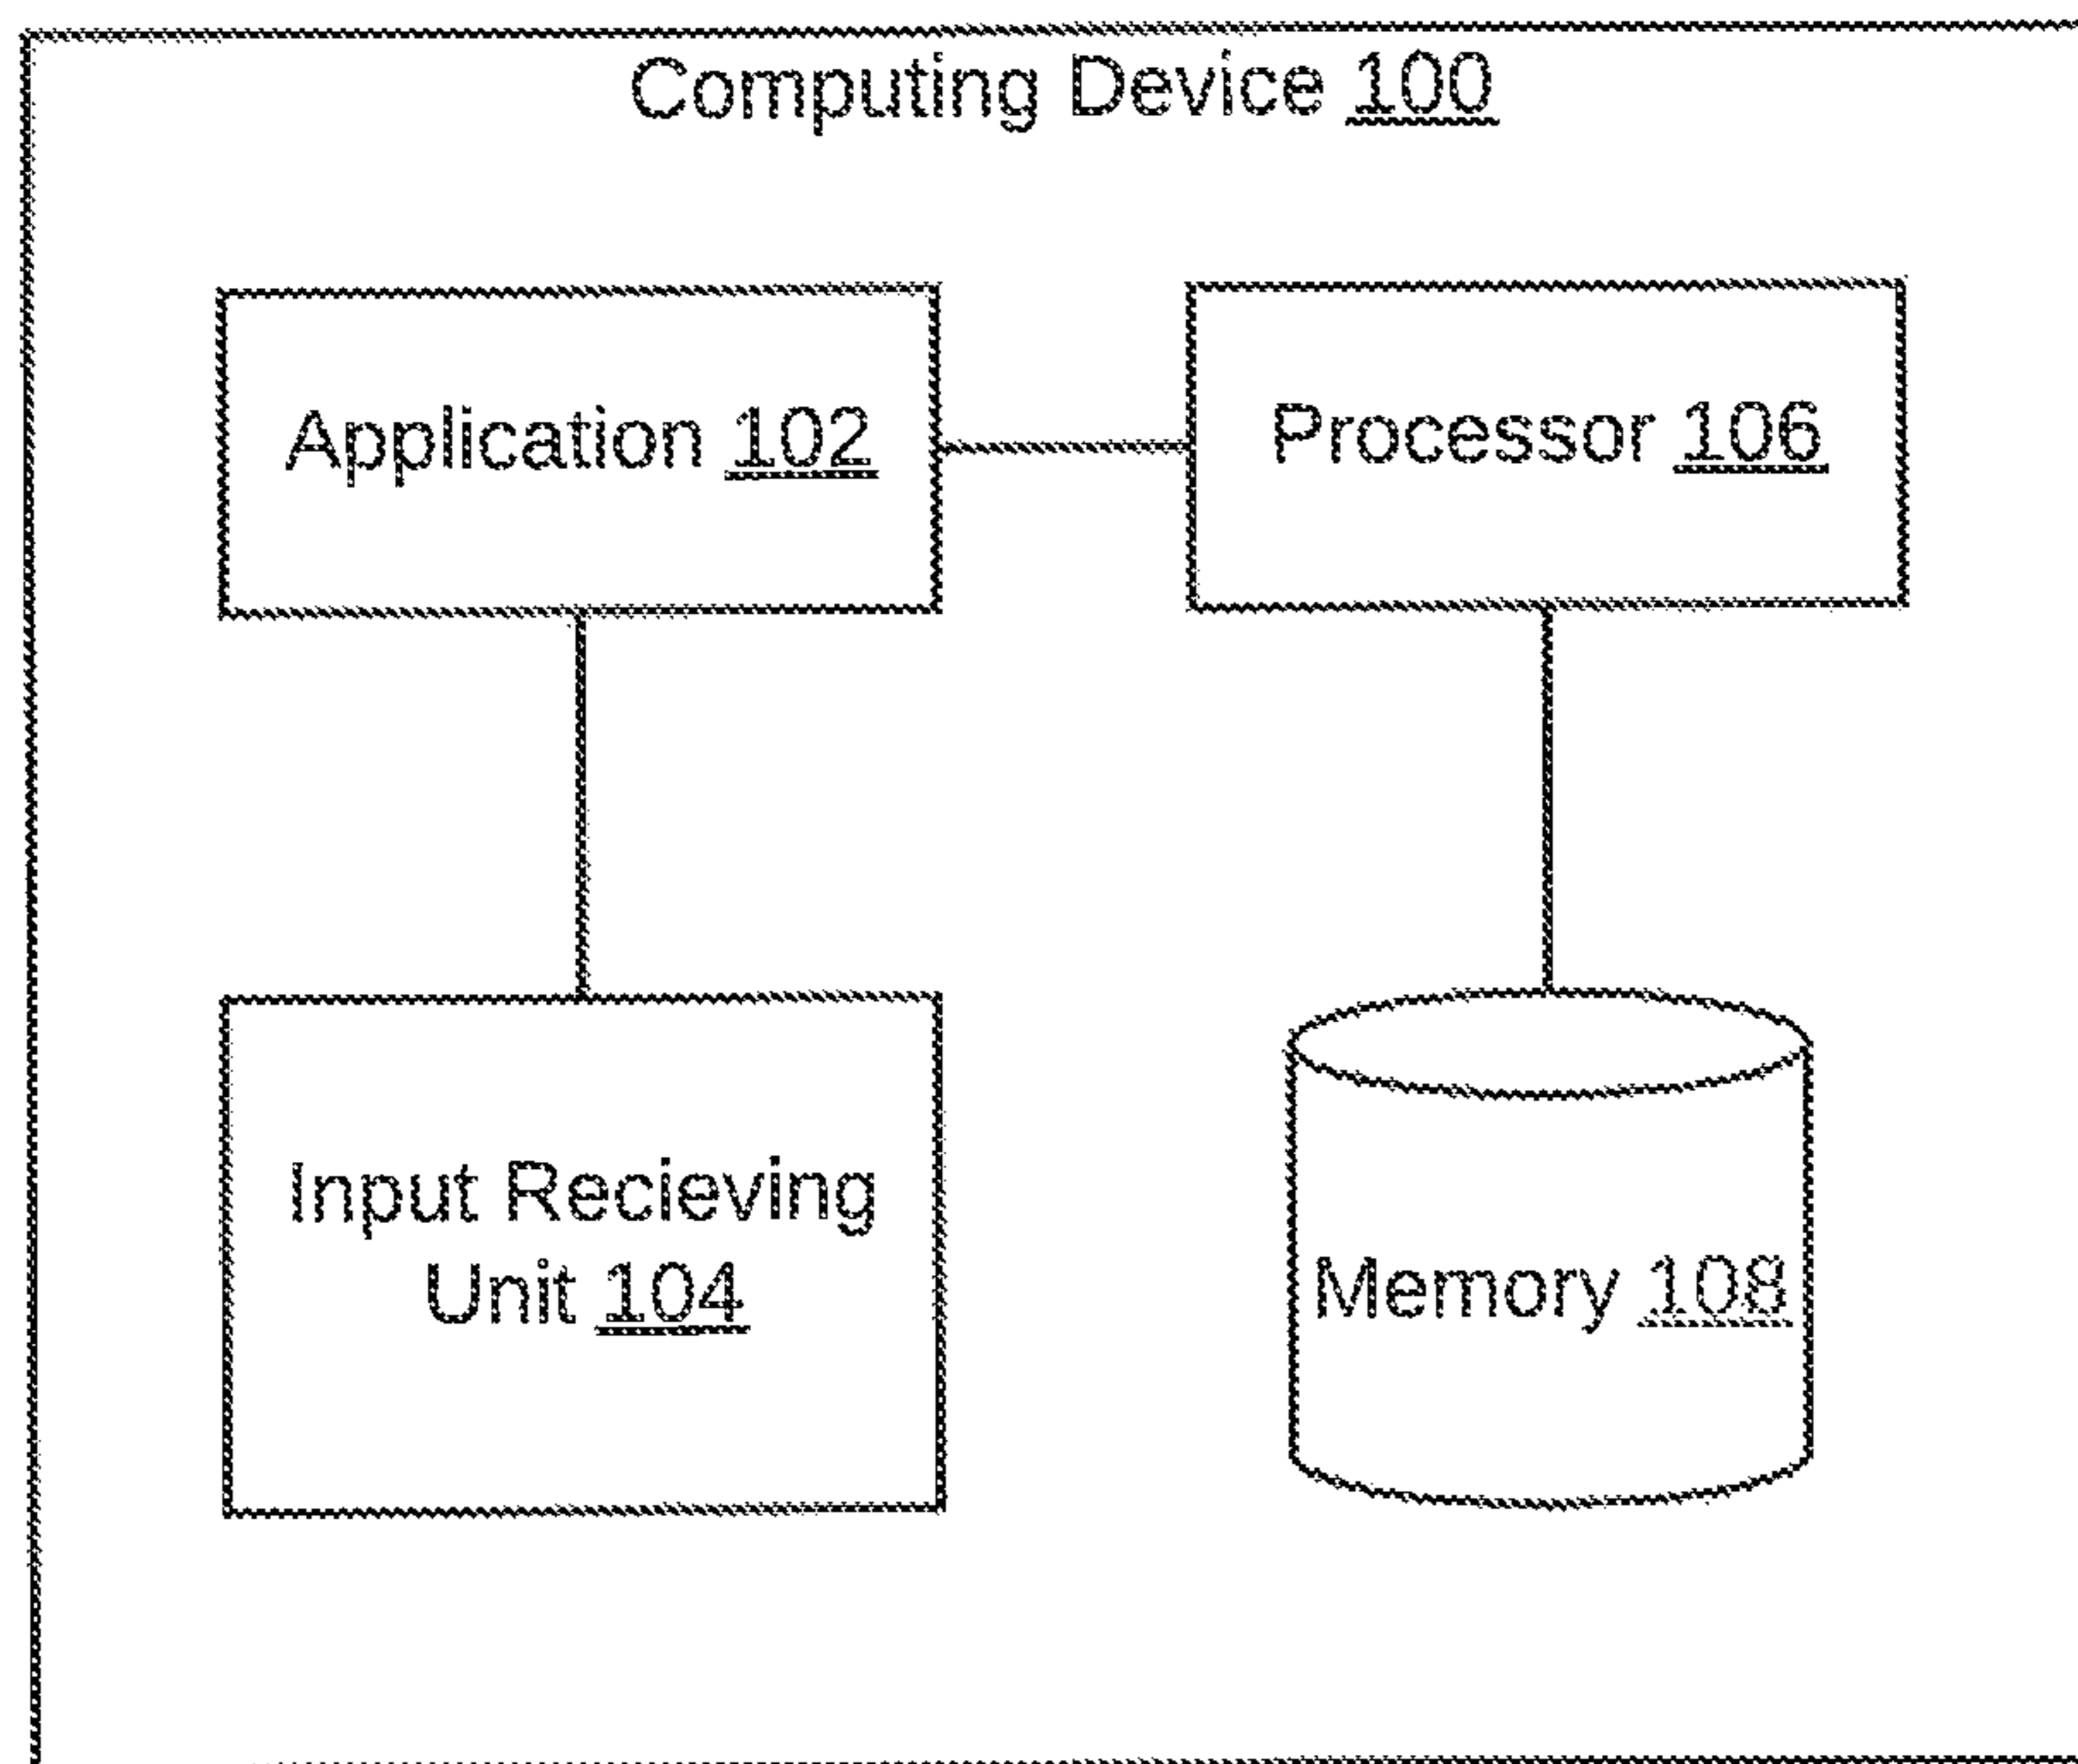 Computing Device 100
Application 102
Processor 106
Input Recieving
Unit 104
Memory 108